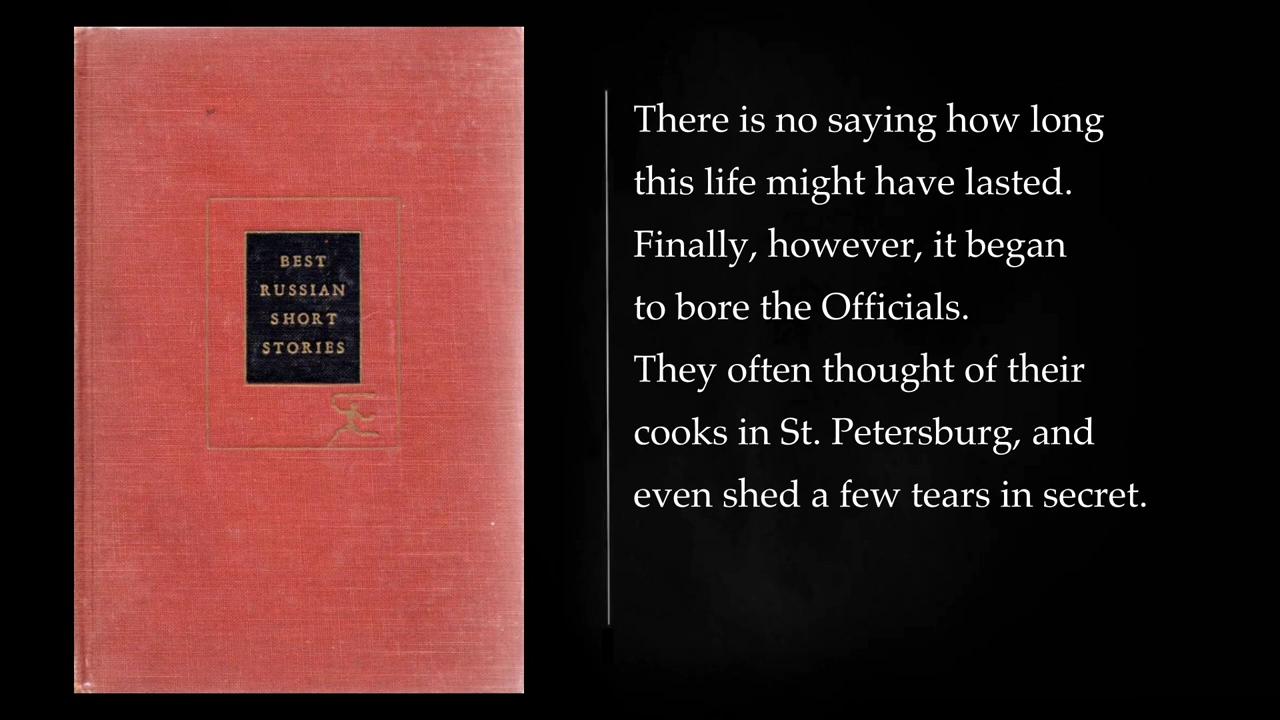 BEST
RUSSIAN
SHORT
STORIES
There is no saying how long
this life might have lasted.
Finally, however, it began
to bore the Officials.
They often thought of their
cooks in St. Petersburg, and
even shed a few tears in secret.